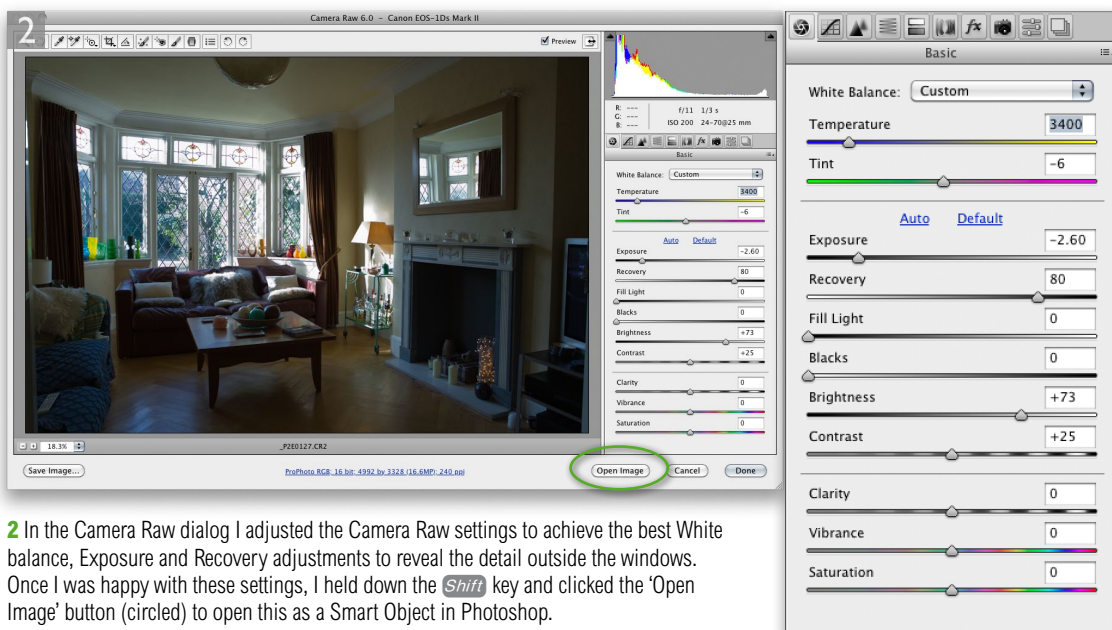 2
Camera Raw 6.0 – Canon EOS-1Ds Mark II
Preview
R: ---
G: ---
B: ---
f/11 1/3 s
ISO 200 24-70@25 mm
Basic
White Balance: Custom
Temperature 3400
Tint -6
Auto Default
Exposure -2.60
Recovery 80
Fill Light 0
Blacks 0
Brightness +73
Contrast +25
Clarity 0
Vibrance 0
Saturation 0
18.3%
_P2E0127.CR2
Save Image...
ProPhoto RGB; 16 bit; 4992 by 3328 (16.6MP); 240 ppi
Open Image
Cancel
Done
fx
Basic
White Balance: Custom
Temperature 3400
Tint -6
Auto Default
Exposure -2.60
Recovery 80
Fill Light 0
Blacks 0
Brightness +73
Contrast +25
Clarity 0
Vibrance 0
Saturation 0
2 In the Camera Raw dialog I adjusted the Camera Raw settings to achieve the best White
balance, Exposure and Recovery adjustments to reveal the detail outside the windows.
Once I was happy with these settings, I held down the Shift key and clicked the ‘Open
Image’ button (circled) to open this as a Smart Object in Photoshop.